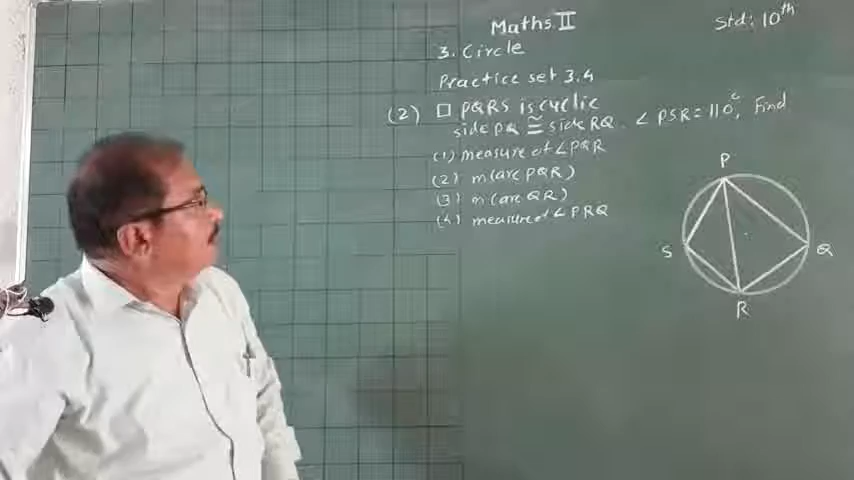 Maths II
Std: 10th
3. Circle
Practice set 3.4
(2) □ PQRS is cyclic
side PQ ≅ side RQ. ∠PSR = 110°, Find
(1) measure of ∠PQR
(2) m(arc PQR)
(3) m(arc QR)
(4) measure of ∠PRQ
P
S
Q
R